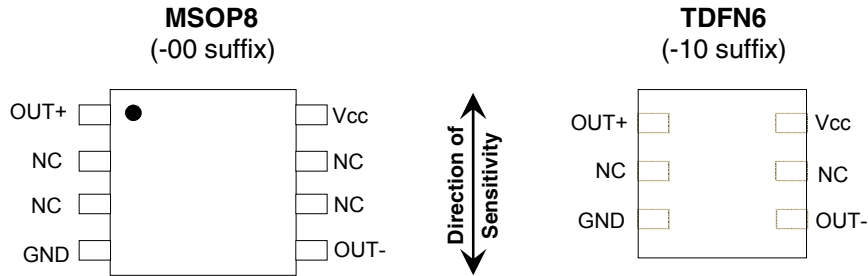 MSOP8
(-00 suffix)
OUT+
NC
NC
GND
Vcc
NC
NC
OUT-
Direction of
Sensitivity
TDFN6
(-10 suffix)
OUT+
NC
GND
Vcc
NC
OUT-